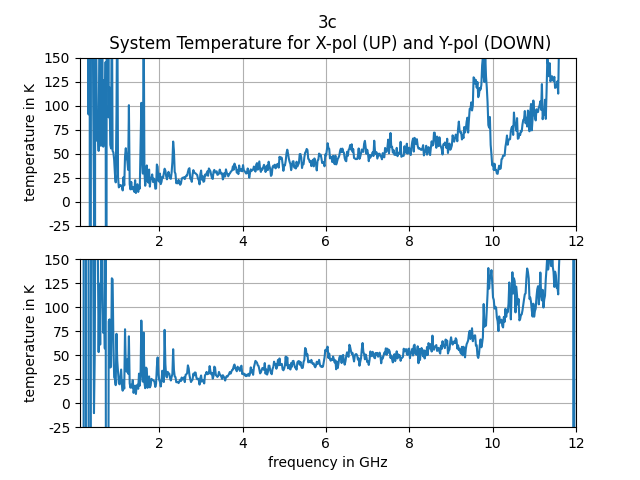 3c
System Temperature for X-pol (UP) and Y-pol (DOWN)
150
125
100
75
50
25
0
-25
temperature in K
2 4 6 8 10 12
150
125
100
75
50
25
0
-25
temperature in K
2 4 6 8 10 12
frequency in GHz